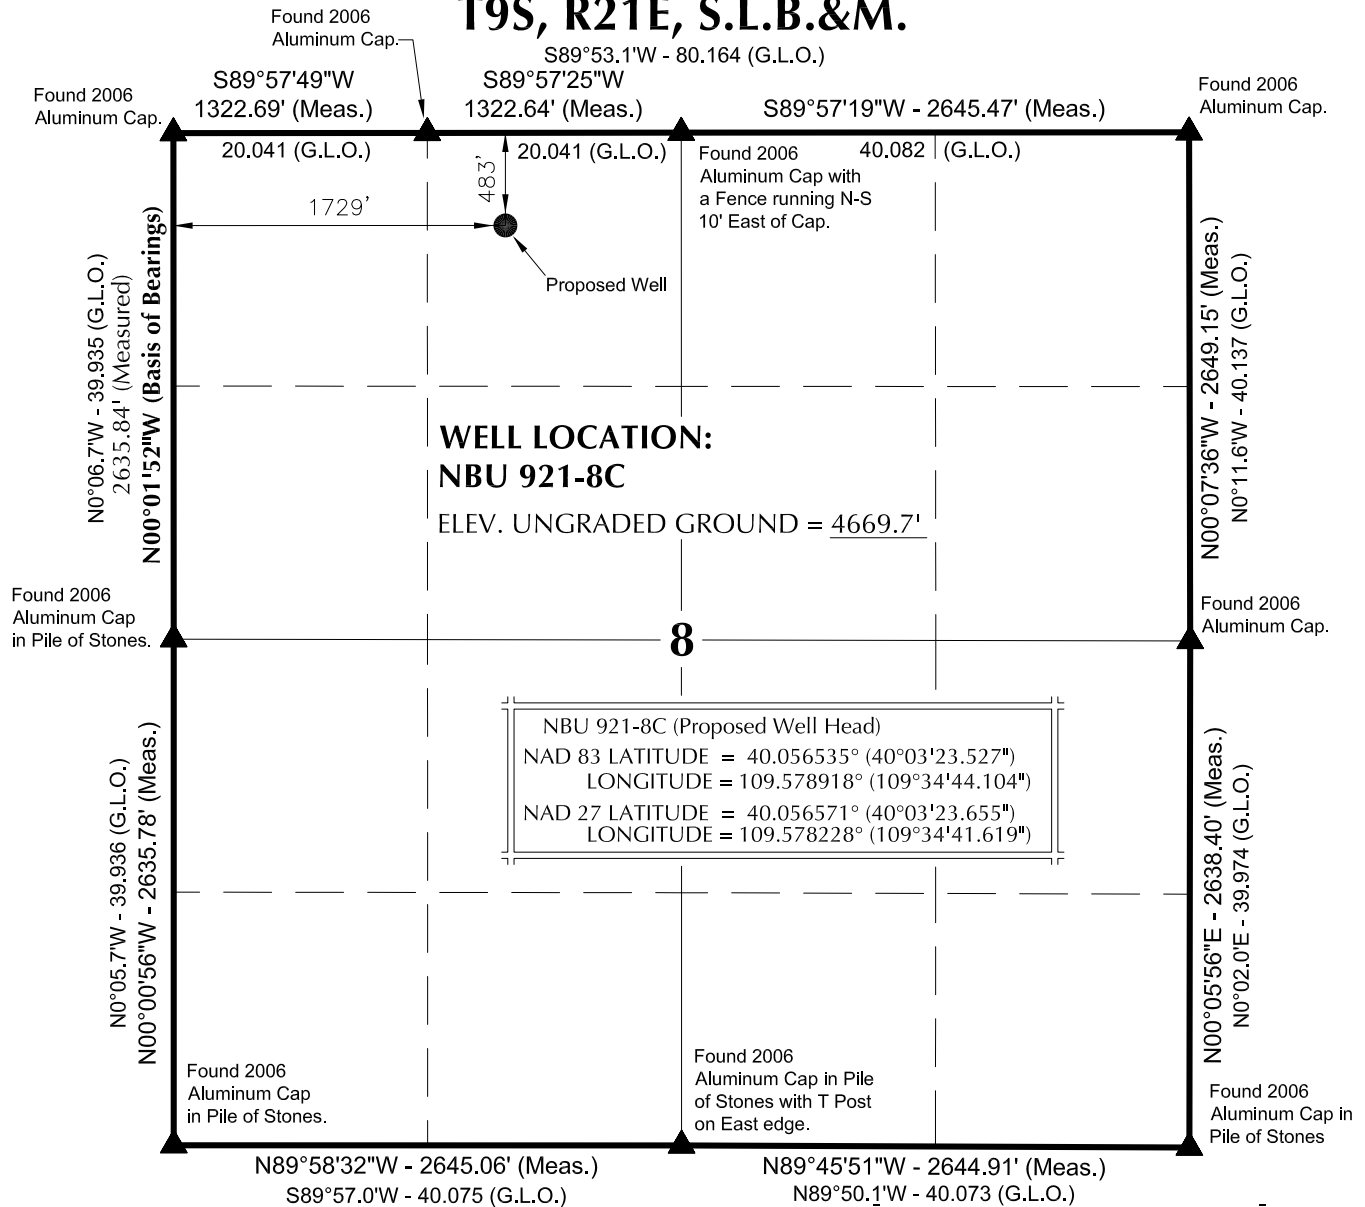 T9S, R21E, S.L.B.&M.
S89°53.1'W - 80.164 (G.L.O.)
Found 2006
Aluminum Cap.
S89°57'49"W
1322.69' (Meas.)
20.041 (G.L.O.)
S89°57'25"W
1322.64' (Meas.)
20.041 (G.L.O.)
S89°57'19"W - 2645.47' (Meas.)
40.082 (G.L.O.)
Found 2006
Aluminum Cap.
Found 2006
Aluminum Cap.
Found 2006
Aluminum Cap with
a Fence running N-S
10' East of Cap.
483'
1729'
Proposed Well
N0°06.7'W - 39.935 (G.L.O.)
2635.84' (Measured)
N00°01'52"W (Basis of Bearings)
N00°07'36"W - 2649.15' (Meas.)
N0°11.6'W - 40.137 (G.L.O.)
WELL LOCATION:
NBU 921-8C
ELEV. UNGRADED GROUND = 4669.7'
Found 2006
Aluminum Cap
in Pile of Stones.
8
Found 2006
Aluminum Cap.
NBU 921-8C (Proposed Well Head)
NAD 83 LATITUDE = 40.056535° (40°03'23.527")
LONGITUDE = 109.578918° (109°34'44.104")
NAD 27 LATITUDE = 40.056571° (40°03'23.655")
LONGITUDE = 109.578228° (109°34'41.619")
N0°05.7'W - 39.936 (G.L.O.)
N00°00'56"W - 2635.78' (Meas.)
N00°05'56"E - 2638.40' (Meas.)
N0°02.0'E - 39.974 (G.L.O.)
Found 2006
Aluminum Cap
in Pile of Stones.
Found 2006
Aluminum Cap in Pile
of Stones with T Post
on East edge.
Found 2006
Aluminum Cap in
Pile of Stones
N89°58'32"W - 2645.06' (Meas.)
S89°57.0'W - 40.075 (G.L.O.)
N89°45'51"W - 2644.91' (Meas.)
N89°50.1'W - 40.073 (G.L.O.)